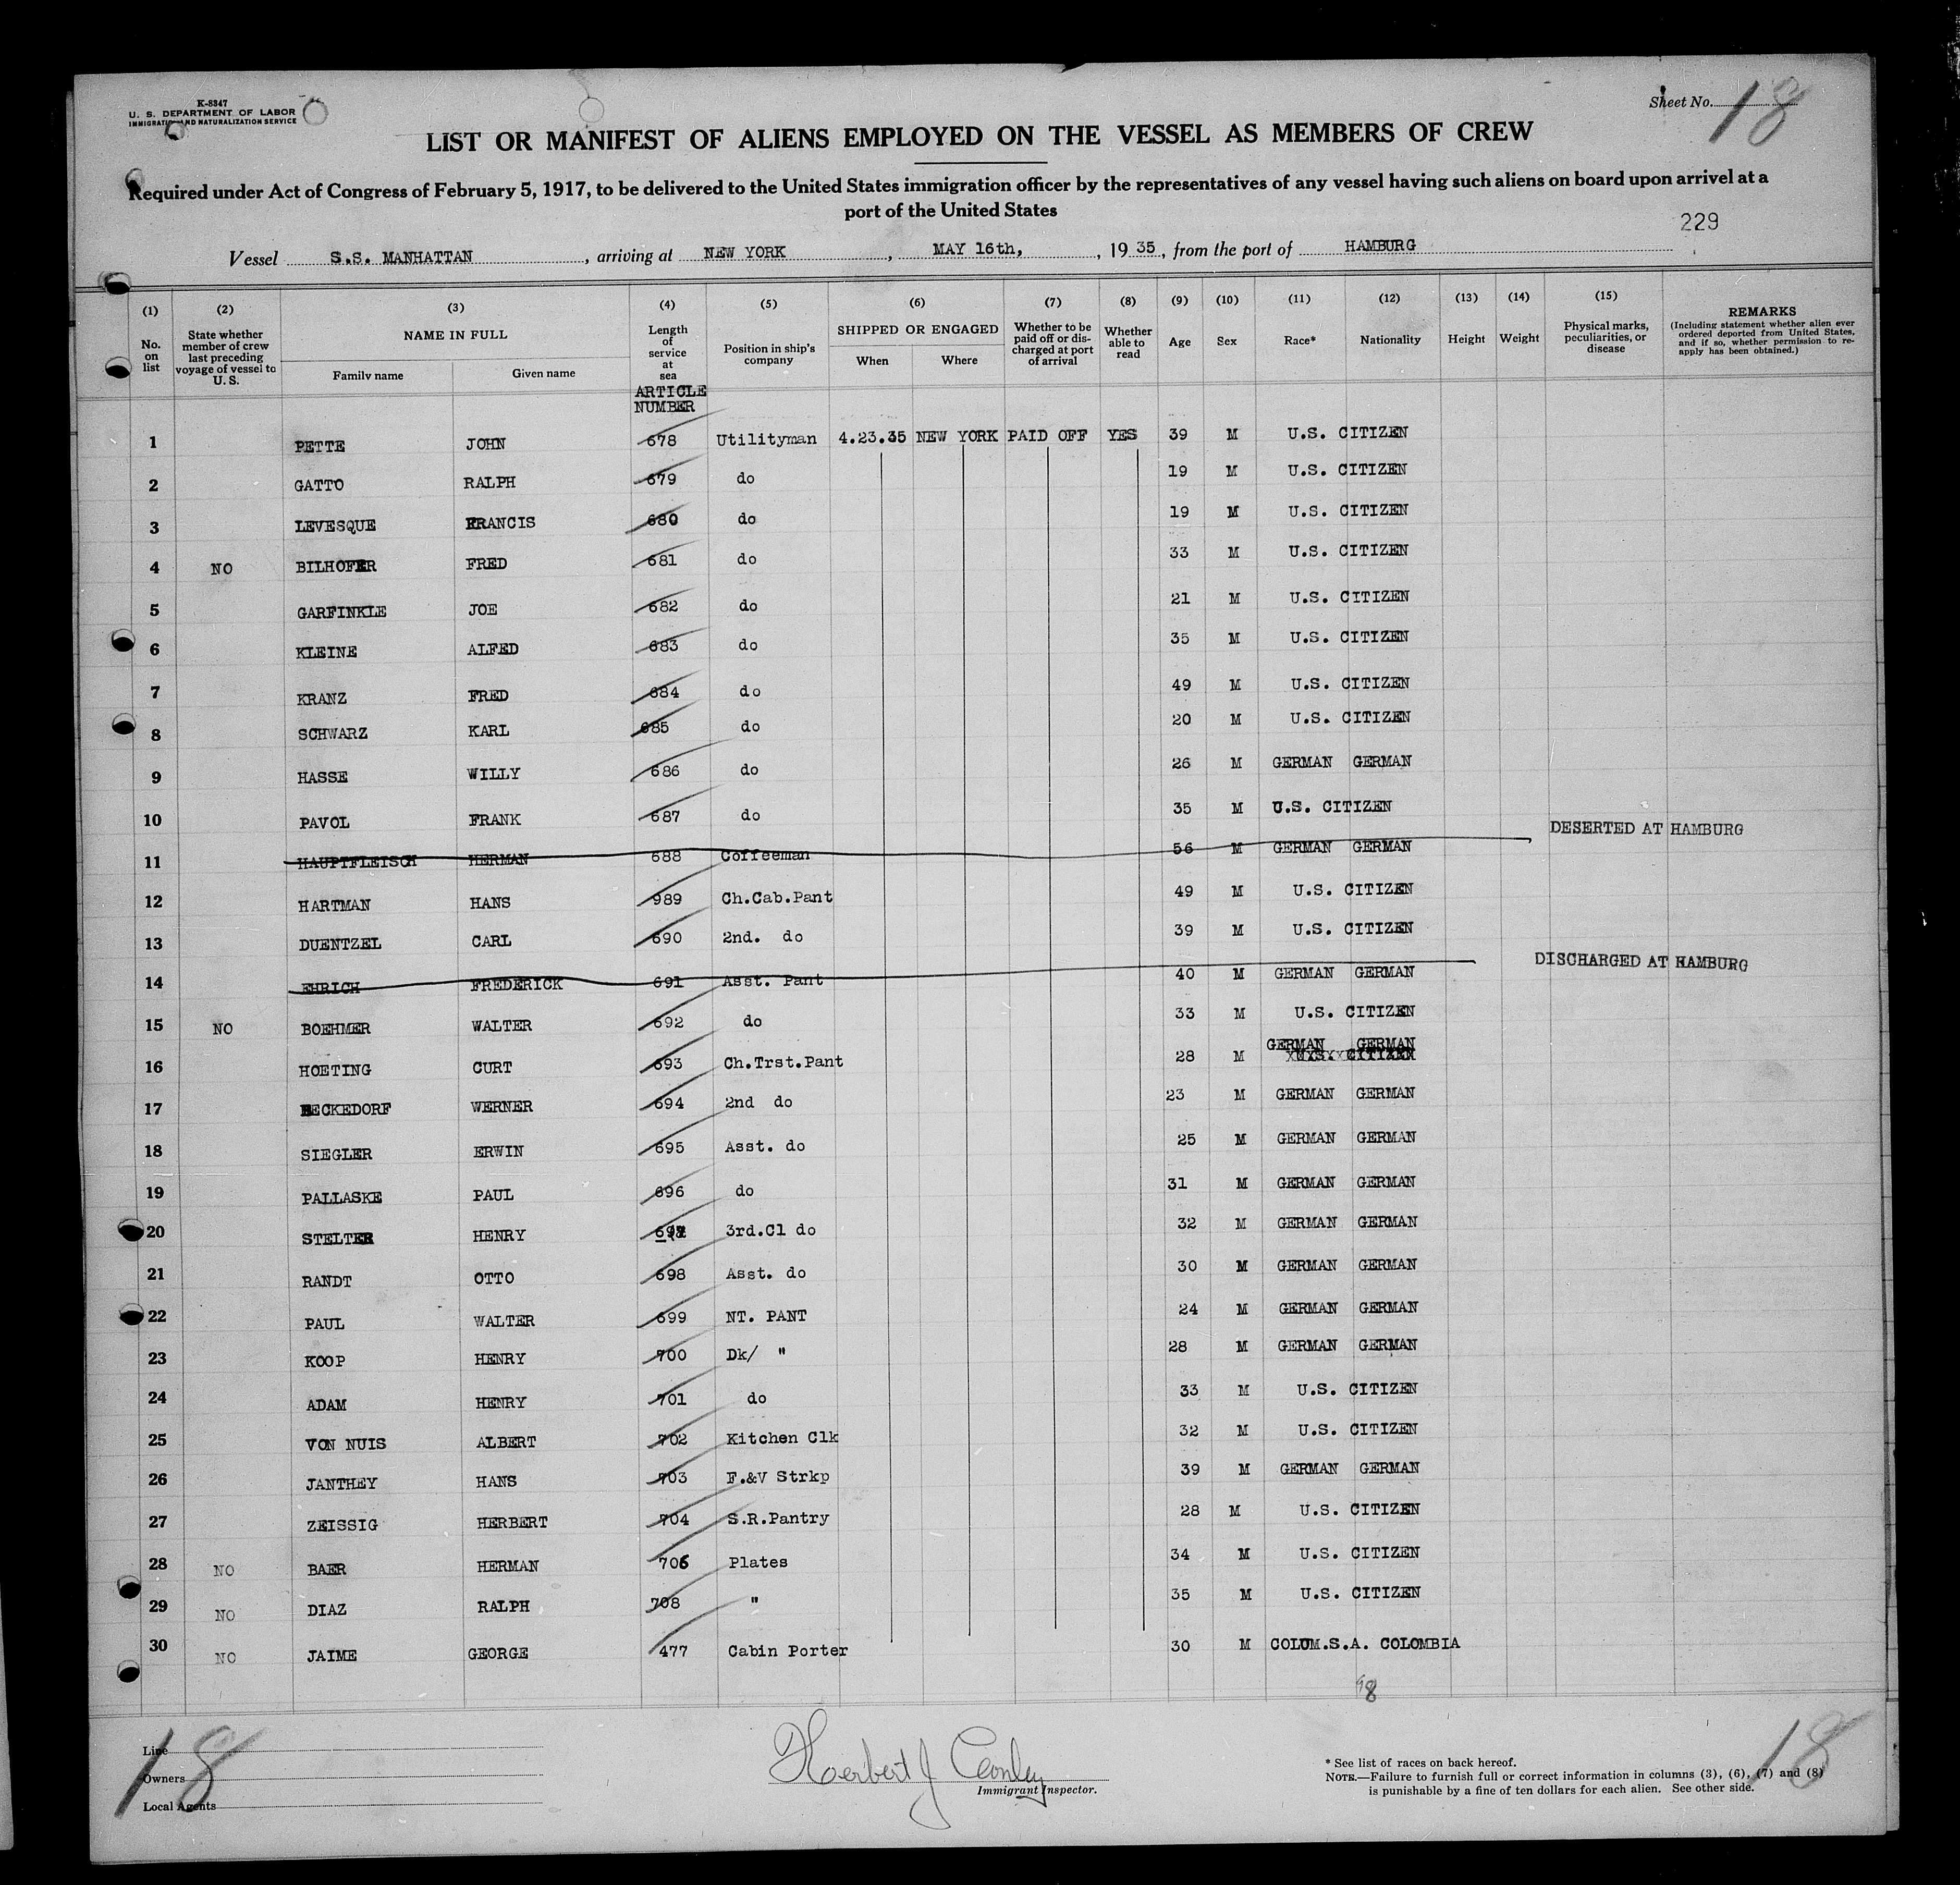 K-8347
U. S. DEPARTMENT OF LABOR
IMMIGRATION AND NATURALIZATION SERVICE
Sheet No. 18
LIST OR MANIFEST OF ALIENS EMPLOYED ON THE VESSEL AS MEMBERS OF CREW
Required under Act of Congress of February 5, 1917, to be delivered to the United States immigration officer by the representatives of any vessel having such aliens on board upon arrival at a
port of the United States
229
Vessel S.S. MANHATTAN, arriving at NEW YORK, MAY 16th, 1935, from the port of HAMBURG
(1) No. on list
(2) State whether member of crew last preceding voyage of vessel to U. S.
(3) NAME IN FULL
Family name
Given name
(4) Length of service at sea
ARTICLE NUMBER
(5) Position in ship's company
(6) SHIPPED OR ENGAGED
When
Where
(7) Whether to be paid off or discharged at port of arrival
(8) Whether able to read
(9) Age
(10) Sex
(11) Race*
(12) Nationality
(13) Height
(14) Weight
(15) Physical marks, peculiarities, or disease
REMARKS
(Including statement whether alien ever ordered deported from United States, and if so, whether permission to re-apply has been obtained.)
1 PETTE JOHN 678 Utilityman 4.23.35 NEW YORK PAID OFF YES 39 M U.S. CITIZEN
2 GATTO RALPH 679 do 19 M U.S. CITIZEN
3 LEVESQUE FRANCIS 680 do 19 M U.S. CITIZEN
4 NO BILHOFER FRED 681 do 33 M U.S. CITIZEN
5 GARFINKLE JOE 682 do 21 M U.S. CITIZEN
6 KLEINE ALFED 683 do 35 M U.S. CITIZEN
7 KRANZ FRED 684 do 49 M U.S. CITIZEN
8 SCHWARZ KARL 685 do 20 M U.S. CITIZEN
9 HASSE WILLY 686 do 26 M GERMAN GERMAN
10 PAVOL FRANK 687 do 35 M U.S. CITIZEN
11 HAUPTFLEISCH HERMAN 688 Coffeeman 56 M GERMAN GERMAN DESERTED AT HAMBURG
12 HARTMAN HANS 989 Ch.Cab.Pant 49 M U.S. CITIZEN
13 DUENTZEL CARL 690 2nd. do 39 M U.S. CITIZEN
14 EHRICH FREDERICK 691 Asst. Pant 40 M GERMAN GERMAN DISCHARGED AT HAMBURG
15 NO BOEHMER WALTER 692 do 33 M U.S. CITIZEN
16 HOETING CURT 693 Ch.Trst.Pant 28 M GERMAN GERMAN
17 BECKEDORF WERNER 694 2nd do 23 M GERMAN GERMAN
18 SIEGLER ERWIN 695 Asst. do 25 M GERMAN GERMAN
19 PALLASKE PAUL 696 do 31 M GERMAN GERMAN
20 STELTER HENRY 697 3rd.Cl do 32 M GERMAN GERMAN
21 RANDT OTTO 698 Asst. do 30 M GERMAN GERMAN
22 PAUL WALTER 699 NT. PANT 24 M GERMAN GERMAN
23 KOOP HENRY 700 Dk/ " 28 M GERMAN GERMAN
24 ADAM HENRY 701 do 33 M U.S. CITIZEN
25 VON NUIS ALBERT 702 Kitchen Clk 32 M U.S. CITIZEN
26 JANTHEY HANS 703 F.&V Strkp 39 M GERMAN GERMAN
27 ZEISSIG HERBERT 704 S.R.Pantry 28 M U.S. CITIZEN
28 NO BAER HERMAN 706 Plates 34 M U.S. CITIZEN
29 NO DIAZ RALPH 708 " 35 M U.S. CITIZEN
30 NO JAIME GEORGE 477 Cabin Porter 30 M COLUM.S.A. COLOMBIA
18
Line
Owners
Local Agents
18
Herbert J Conley
Immigrant Inspector.
* See list of races on back hereof.
NOTE.—Failure to furnish full or correct information in columns (3), (6), (7) and (8)
is punishable by a fine of ten dollars for each alien. See other side.
18